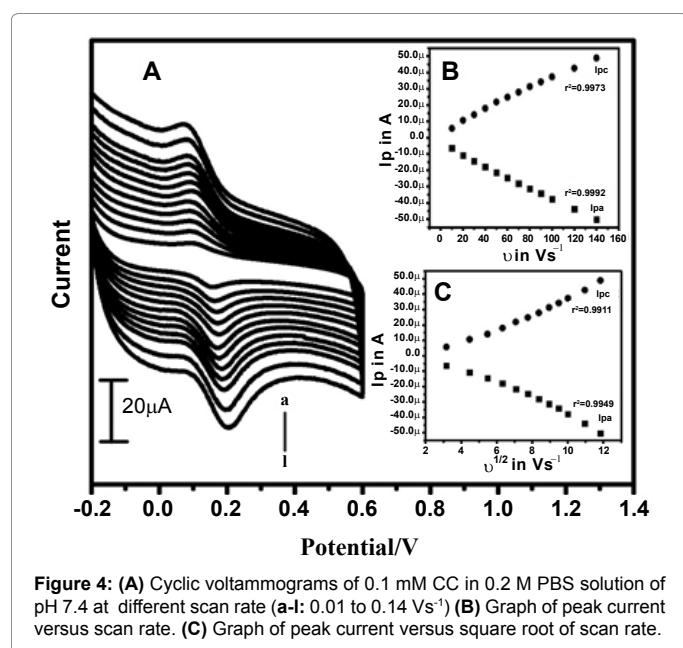 A
Current
20µA
a
l
-0.2 0.0 0.2 0.4 0.6 0.8 1.0 1.2 1.4
Potential/V
B
Ip in A
50.0µ
40.0µ
30.0µ
20.0µ
10.0µ
0.0
-10.0µ
-20.0µ
-30.0µ
-40.0µ
-50.0µ
Ipc
r²=0.9973
r²=0.9992
Ipa
0 20 40 60 80 100 120 140 160
υ in Vs⁻¹
C
Ip in A
50.0µ
40.0µ
30.0µ
20.0µ
10.0µ
0.0
-10.0µ
-20.0µ
-30.0µ
-40.0µ
-50.0µ
Ipc
r²=0.9911
r²=0.9949
Ipa
2 4 6 8 10 12
υ¹/² in Vs⁻¹
Figure 4: (A) Cyclic voltammograms of 0.1 mM CC in 0.2 M PBS solution of
pH 7.4 at different scan rate (a-l: 0.01 to 0.14 Vs⁻¹) (B) Graph of peak current
versus scan rate. (C) Graph of peak current versus square root of scan rate.